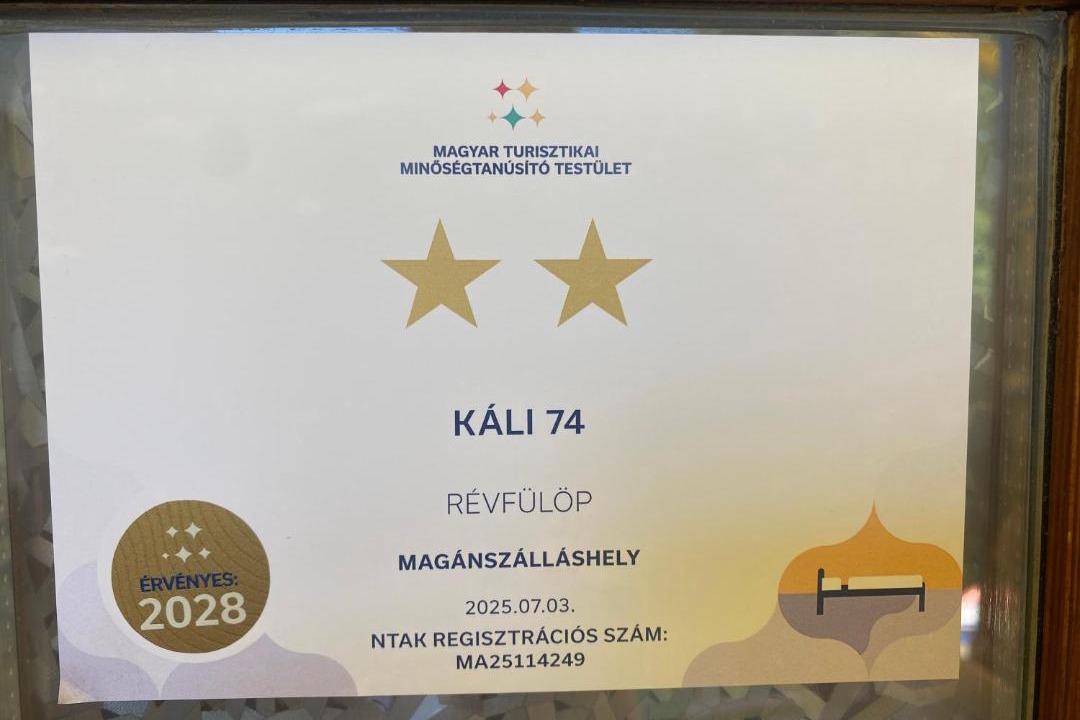 MAGYAR TURISZTIKAI
MINŐSÉGTANÚSÍTÓ TESTÜLET
KÁLI 74
RÉVFÜLÖP
MAGÁNSZÁLLÁSHELY
2025.07.03.
NTAK REGISZTRÁCIÓS SZÁM:
MA25114249
ÉRVÉNYES:
2028